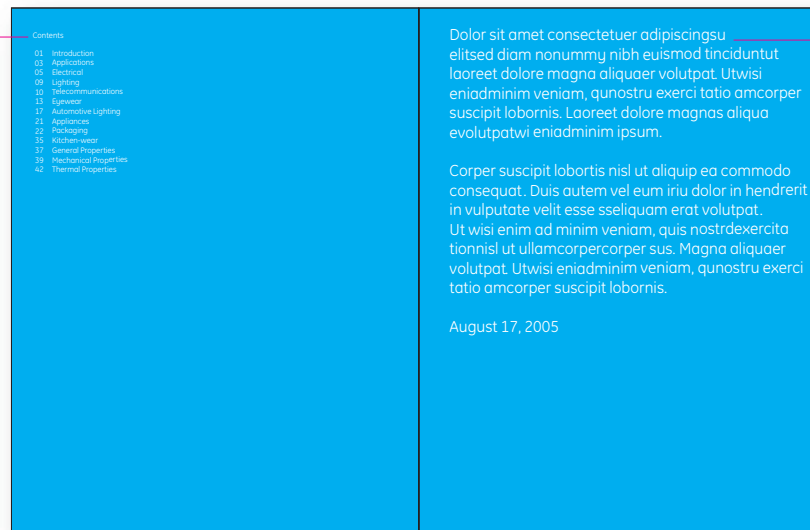 Contents
01 Introduction
03 Applications
05 Electrical
09 Lighting
10 Telecommunications
13 Eyewear
17 Automotive Lighting
21 Appliances
22 Packaging
35 Kitchen-wear
37 General Properties
39 Mechanical Properties
42 Thermal Properties
Dolor sit amet consectetuer adipiscingsu
elitsed diam nonummy nibh euismod tinciduntut
laoreet dolore magna aliquaer volutpat. Utwisi
eniadminim veniam, qunostru exerci tatio amcorper
suscipit lobornis. Laoreet dolore magnas aliqua
evolutpatwi eniadminim ipsum.
Corper suscipit lobortis nisl ut aliquip ea commodo
consequat. Duis autem vel eum iriu dolor in hendrerit
in vulputate velit esse sseliquam erat volutpat.
Ut wisi enim ad minim veniam, quis nostrdexercita
tionnisl ut ullamcorpercorper sus. Magna aliquaer
volutpat. Utwisi eniadminim veniam, qunostru exerci
tatio amcorper suscipit lobornis.
August 17, 2005